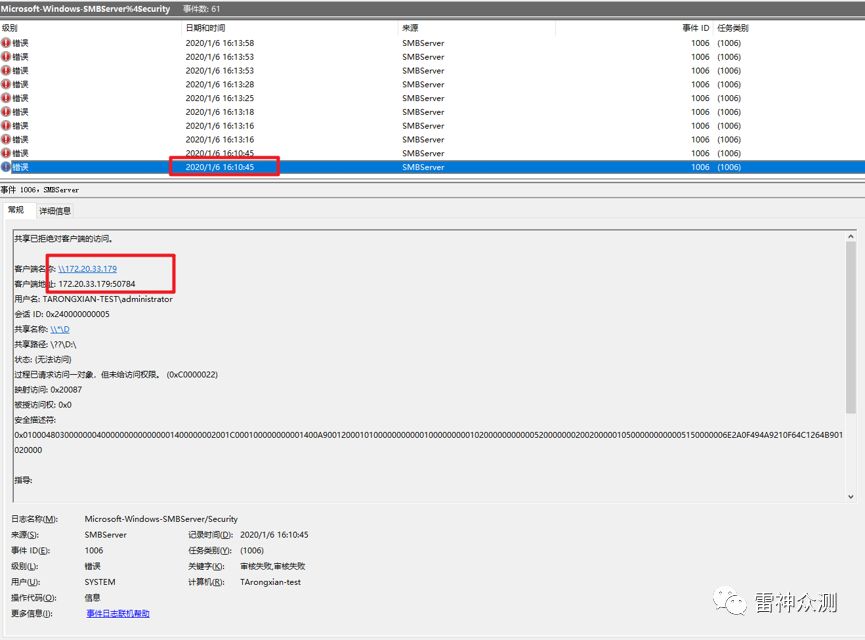 Microsoft-Windows-SMBServer%4Security 事件数: 61
级别 日期和时间 来源 事件 ID 任务类别
错误 2020/1/6 16:13:58 SMBServer 1006 (1006)
错误 2020/1/6 16:13:53 SMBServer 1006 (1006)
错误 2020/1/6 16:13:53 SMBServer 1006 (1006)
错误 2020/1/6 16:13:28 SMBServer 1006 (1006)
错误 2020/1/6 16:13:25 SMBServer 1006 (1006)
错误 2020/1/6 16:13:18 SMBServer 1006 (1006)
错误 2020/1/6 16:13:16 SMBServer 1006 (1006)
错误 2020/1/6 16:13:16 SMBServer 1006 (1006)
错误 2020/1/6 16:10:45 SMBServer 1006 (1006)
错误 2020/1/6 16:10:45 SMBServer 1006 (1006)
事件 1006，SMBServer
常规 详细信息
共享已拒绝对客户端的访问。
客户端名称: \\172.20.33.179
客户端地址: 172.20.33.179:50784
用户名: TARONGXIAN-TEST\administrator
会话 ID: 0x240000000005
共享名称: \\*\D
共享路径: \??\D:\
状态: {无法访问}
过程已请求访问一对象，但未给访问权限。 (0xC0000022)
映射访问: 0x20087
被授访问权: 0x0
安全描述符:
0x01000480300000004000000000000001400000002001C000100000000001400A9001200010100000000000100000000010200000000000520000000200200000105000000000005150000006E2A0F494A9210F64C1264B901
020000
指导:
日志名称(M): Microsoft-Windows-SMBServer/Security
来源(S): SMBServer 记录时间(D): 2020/1/6 16:10:45
事件 ID(E): 1006 任务类别(Y): (1006)
级别(L): 错误 关键字(K): 审核失败,审核失败
用户(U): SYSTEM 计算机(R): TArongxian-test
操作代码(O): 信息
更多信息(I): 事件日志联机帮助
雷神众测